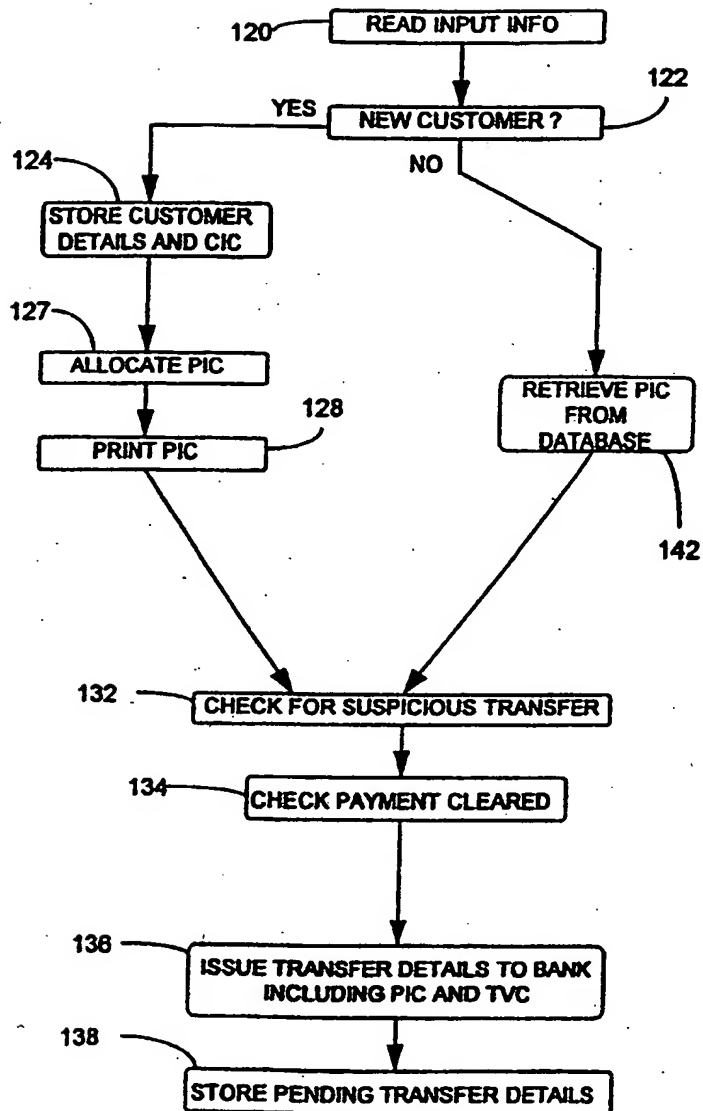 120
READ INPUT INFO
122
YES
NEW CUSTOMER ?
NO
124
STORE CUSTOMER
DETAILS AND CIC
127
ALLOCATE PIC
128
PRINT PIC
RETRIEVE PIC
FROM
DATABASE
142
132
CHECK FOR SUSPICIOUS TRANSFER
134
CHECK PAYMENT CLEARED
136
ISSUE TRANSFER DETAILS TO BANK
INCLUDING PIC AND TVC
138
STORE PENDING TRANSFER DETAILS